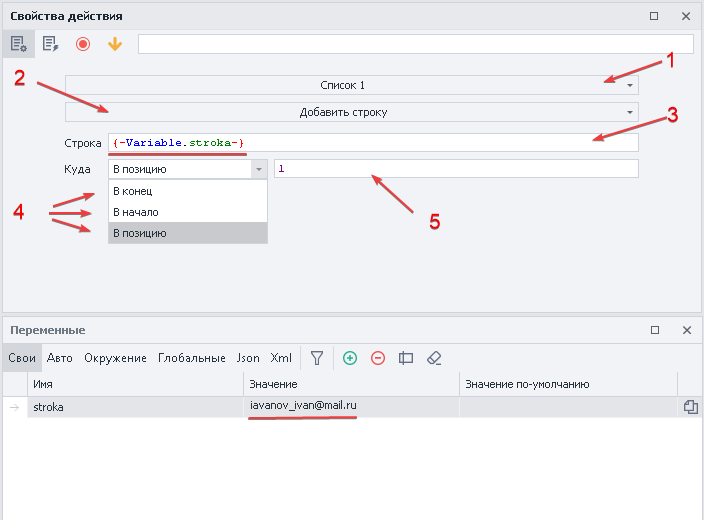 Свойства действия
1
Список 1
2
Добавить строку
3
Строка {-Variable.stroka-}
Куда В позицию 1
4
В конец
В начало
В позицию
5
Переменные
Свои Авто Окружение Глобальные Json Xml
Имя Значение Значение по-умолчанию
stroka iavanov_ivan@mail.ru